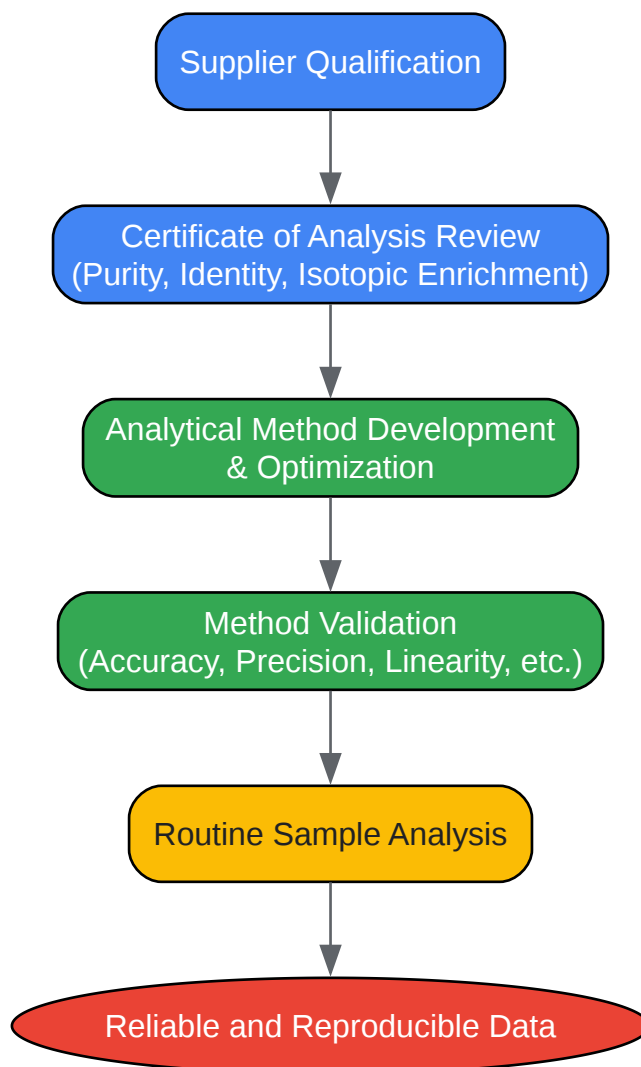 Supplier Qualification
Certificate of Analysis Review
(Purity, Identity, Isotopic Enrichment)
Analytical Method Development
& Optimization
Method Validation
(Accuracy, Precision, Linearity, etc.)
Routine Sample Analysis
Reliable and Reproducible Data